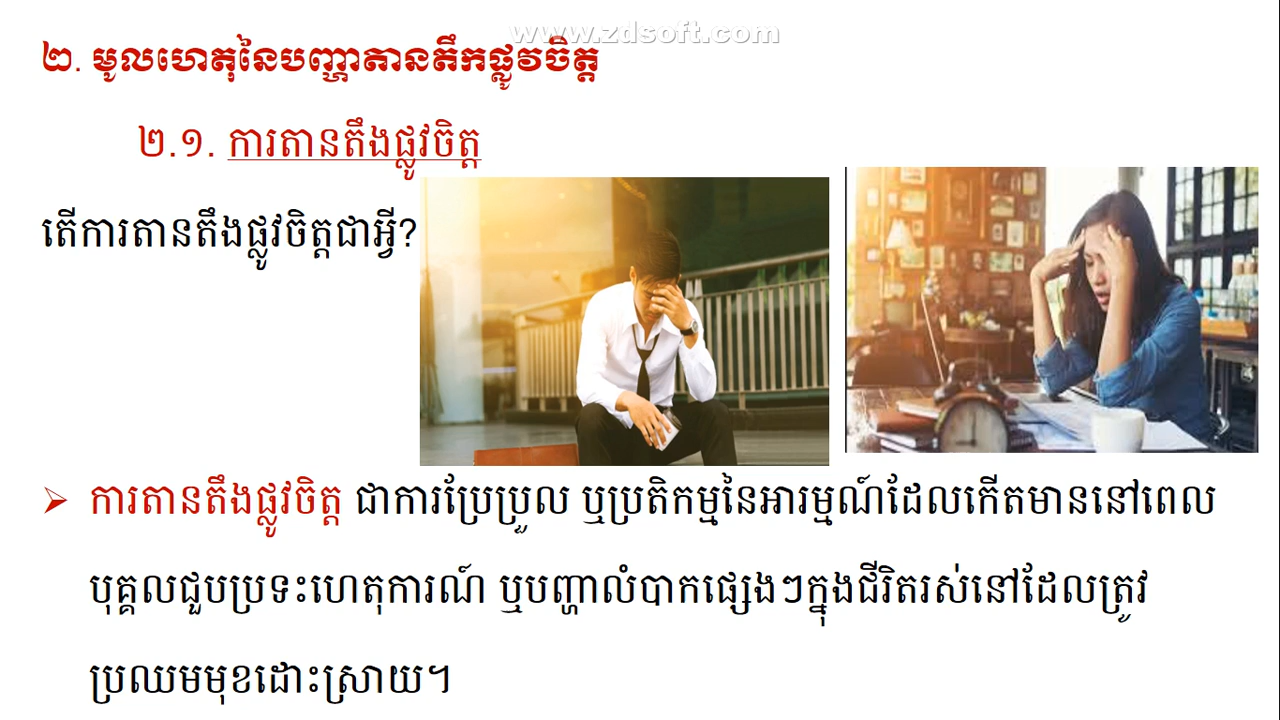 www.zdsoft.com
២. មូលហេតុនៃបញ្ហាតានតឹកផ្លូវចិត្ត
២.១. ការតានតឹងផ្លូវចិត្ត
តើការតានតឹងផ្លូវចិត្តជាអ្វី?
➢ ការតានតឹងផ្លូវចិត្ត ជាការប្រែប្រួល ឬប្រតិកម្មនៃអារម្មណ៍ដែលកើតមាននៅពេល
បុគ្គលជួបប្រទះហេតុការណ៍ ឬបញ្ហាលំបាកផ្សេងៗក្នុងជីវិតរស់នៅដែលត្រូវ
ប្រឈមមុខដោះស្រាយ។